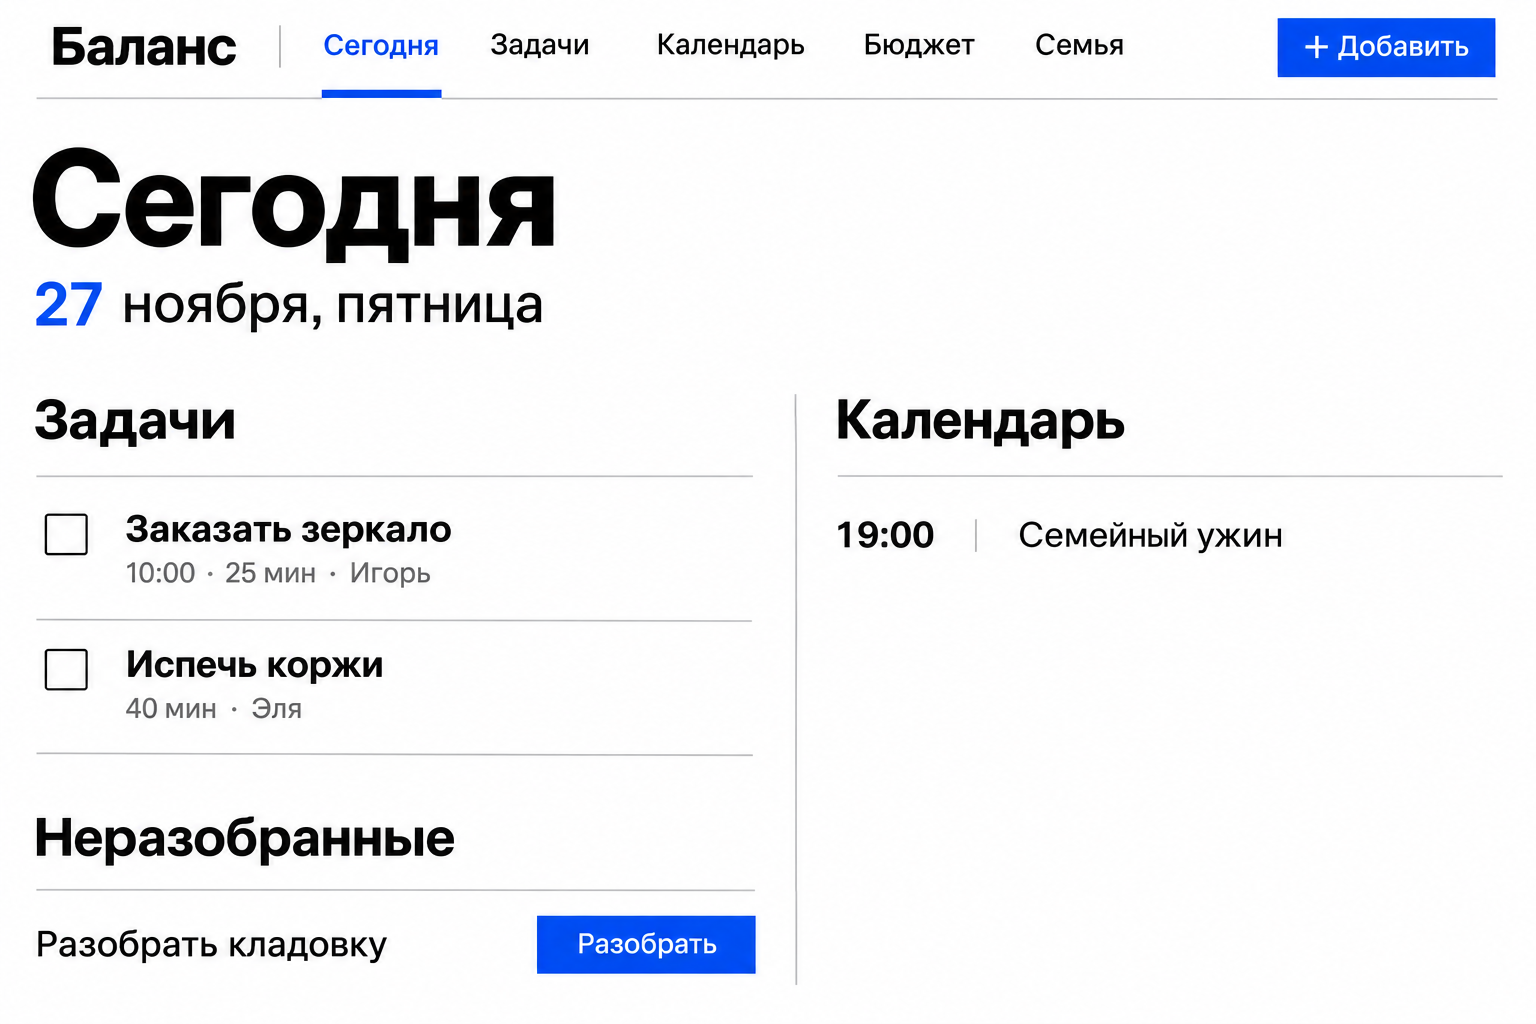 Баланс
Сегодня
Задачи
Календарь
Бюджет
Семья
+ Добавить
Сегодня
27 ноября, пятница
Задачи
Заказать зеркало
10:00 · 25 мин · Игорь
Испечь коржи
40 мин · Эля
Неразобранные
Разобрать кладовку
Разобрать
Календарь
19:00 Семейный ужин